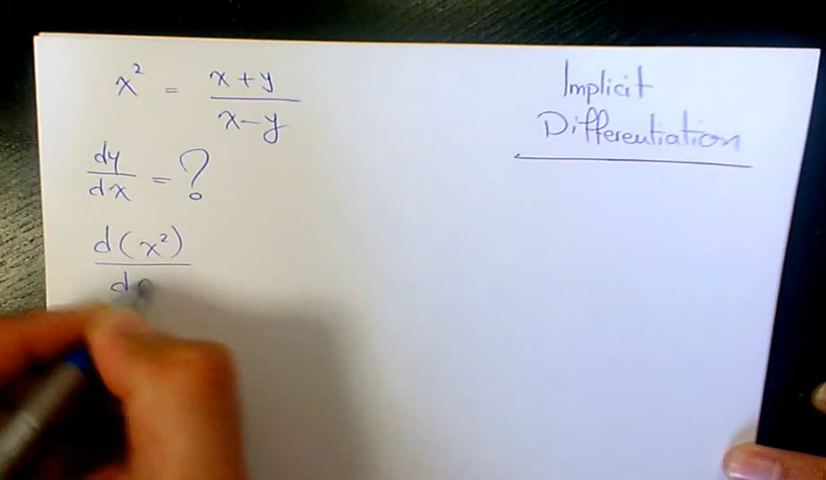 x² = (x+y)/(x-y)
Implicit
Differentiation
dy/dx = ?
d(x²)/d